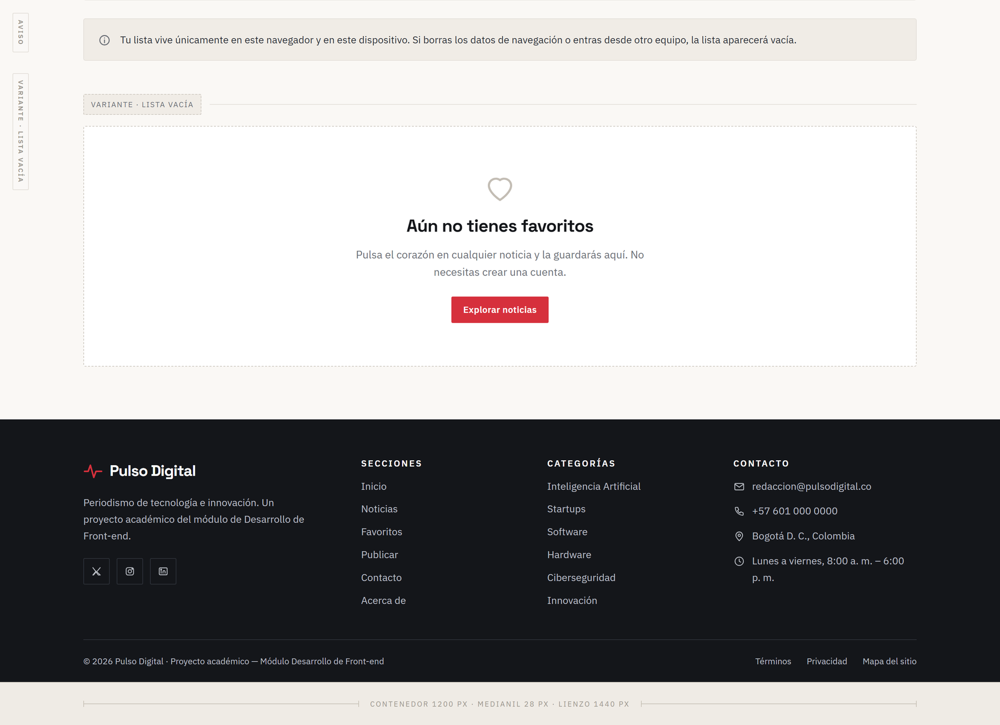 AVISO
Tu lista vive únicamente en este navegador y en este dispositivo. Si borras los datos de navegación o entras desde otro equipo, la lista aparecerá vacía.
VARIANTE · LISTA VACÍA
VARIANTE · LISTA VACÍA
Aún no tienes favoritos
Pulsa el corazón en cualquier noticia y la guardarás aquí. No
necesitas crear una cuenta.
Explorar noticias
Pulso Digital
Periodismo de tecnología e innovación. Un
proyecto académico del módulo de Desarrollo de
Front-end.
SECCIONES
Inicio
Noticias
Favoritos
Publicar
Contacto
Acerca de
CATEGORÍAS
Inteligencia Artificial
Startups
Software
Hardware
Ciberseguridad
Innovación
CONTACTO
redaccion@pulsodigital.co
+57 601 000 0000
Bogotá D. C., Colombia
Lunes a viernes, 8:00 a. m. – 6:00
p. m.
© 2026 Pulso Digital · Proyecto académico — Módulo Desarrollo de Front-end
Términos
Privacidad
Mapa del sitio
CONTENEDOR 1200 PX · MEDIANIL 28 PX · LIENZO 1440 PX